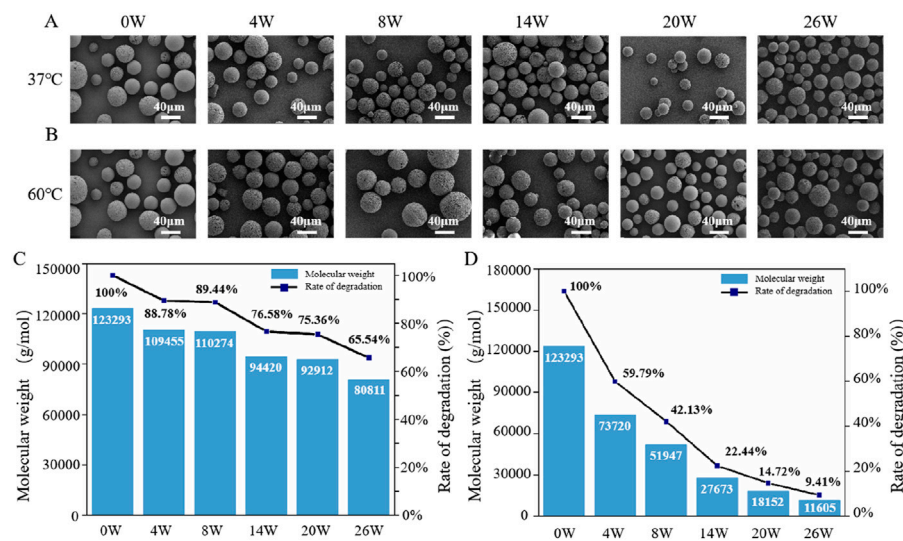 A 0W 4W 8W 14W 20W 26W
37℃ 40μm 40μm 40μm 40μm 40μm 40μm
B
60℃ 40μm 40μm 40μm 40μm 40μm 40μm
C
Molecular weight （g/mol）
150000
120000
90000
60000
30000
0
Molecular weight
Rate of degradation
100% 88.78% 89.44% 76.58% 75.36% 65.54%
123293 109455 110274 94420 92912 80811
0W 4W 8W 14W 20W 26W
100%
80%
60%
40%
20%
0%
Rate of degradation (%))
D
Molecular weight （g/mol）
180000
150000
120000
90000
60000
30000
0
Molecular weight
Rate of degradation
100% 59.79% 42.13% 22.44% 14.72% 9.41%
123293 73720 51947 27673 18152 11605
0W 4W 8W 14W 20W 26W
100%
80%
60%
40%
20%
0%
Rate of degradation (%))